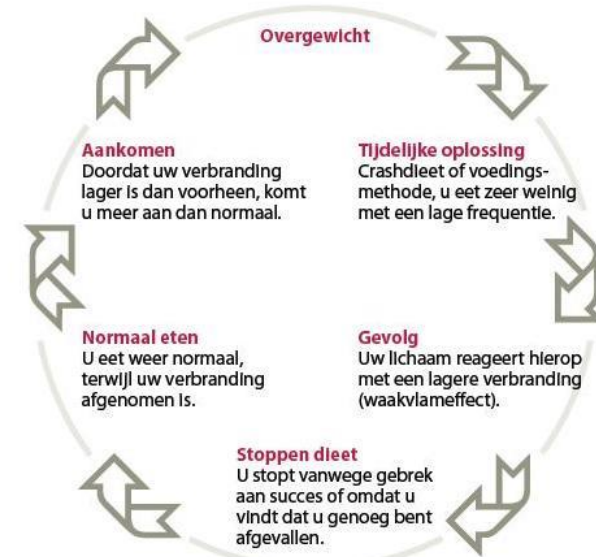 Overgewicht
Tijdelijke oplossing
Crashdieet of voedings-
methode, u eet zeer weinig
met een lage frequentie.
Gevolg
Uw lichaam reageert hierop
met een lagere verbranding
(waakvlameffect).
Stoppen dieet
U stopt vanwege gebrek
aan succes of omdat u
vindt dat u genoeg bent
afgevallen.
Normaal eten
U eet weer normaal,
terwijl uw verbranding
afgenomen is.
Aankomen
Doordat uw verbranding
lager is dan voorheen, komt
u meer aan dan normaal.